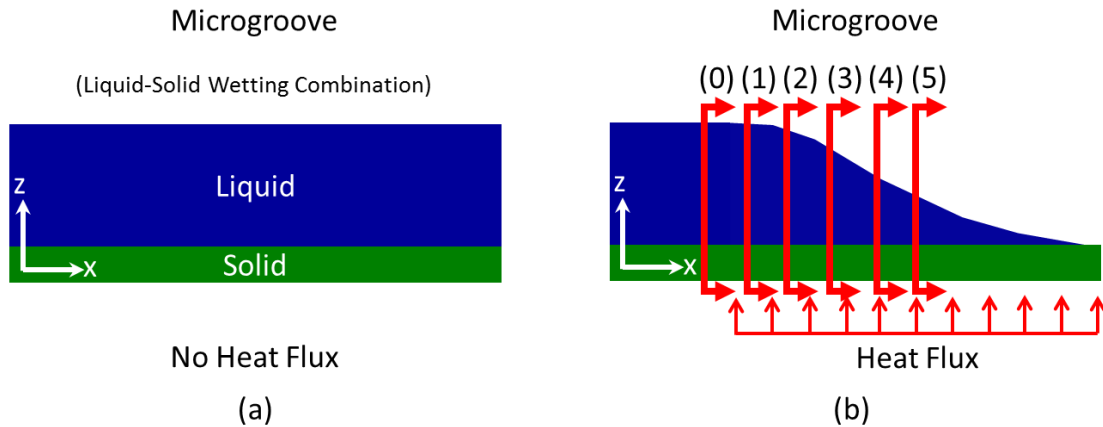 Microgroove
(Liquid-Solid Wetting Combination)
Liquid
z
Solid
x
No Heat Flux
(a)
Microgroove
(0) (1) (2) (3) (4) (5)
z
x
Heat Flux
(b)